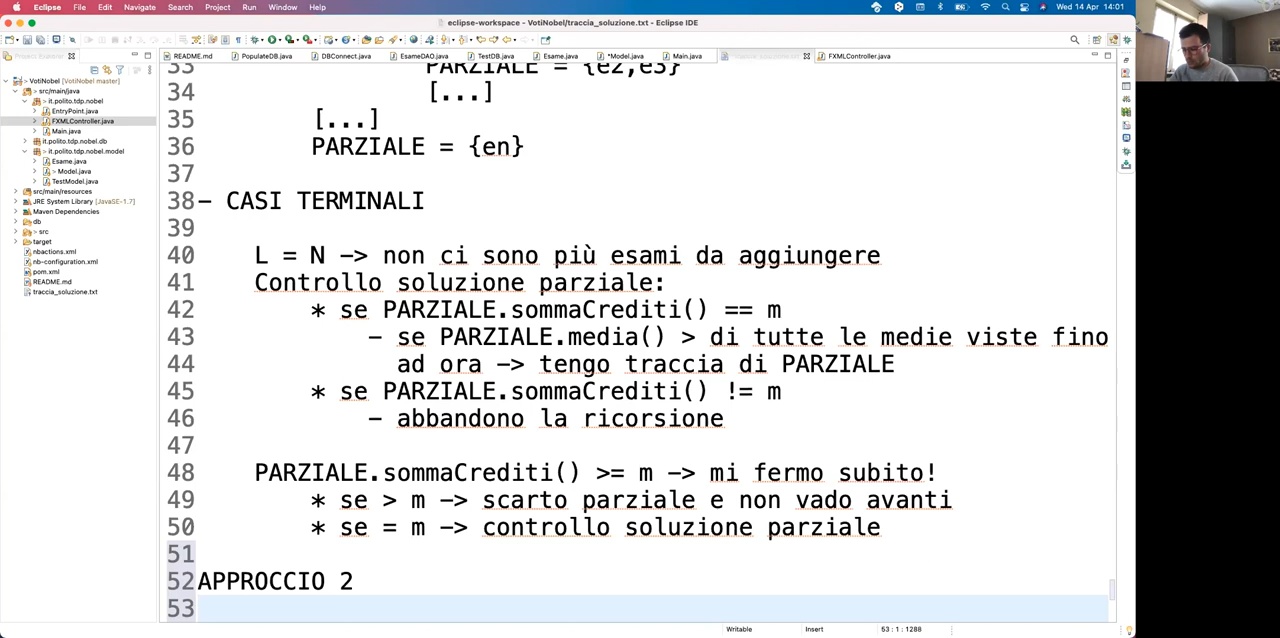 Eclipse File Edit Navigate Search Project Run Window Help
Wed 14 Apr 14:01
eclipse-workspace - VotiNobel/traccia_soluzione.txt - Eclipse IDE
README.md PopulateDB.java DBConnect.java EsameDAO.java TestDB.java Esame.java *Model.java Main.java FXMLController.java
VotiNobel [VotiNobel master]
src/main/java
it.polito.tdp.nobel
EntryPoint.java
FXMLController.java
Main.java
it.polito.tdp.nobel.db
it.polito.tdp.nobel.model
Esame.java
> Model.java
TestModel.java
src/main/resources
JRE System Library [JavaSE-1.7]
Maven Dependencies
db
> src
target
nbactions.xml
nb-configuration.xml
pom.xml
README.md
traccia_soluzione.txt
33 PARZIALE = {e2,e3}
34 [...]
35 [...]
36 PARZIALE = {en}
37
38 - CASI TERMINALI
39
40 L = N -> non ci sono più esami da aggiungere
41 Controllo soluzione parziale:
42 * se PARZIALE.sommaCrediti() == m
43 - se PARZIALE.media() > di tutte le medie viste fino
44 ad ora -> tengo traccia di PARZIALE
45 * se PARZIALE.sommaCrediti() != m
46 - abbandono la ricorsione
47
48 PARZIALE.sommaCrediti() >= m -> mi fermo subito!
49 * se > m -> scarto parziale e non vado avanti
50 * se = m -> controllo soluzione parziale
51
52 APPROCCIO 2
53
Writable Insert 53 : 1 : 1288